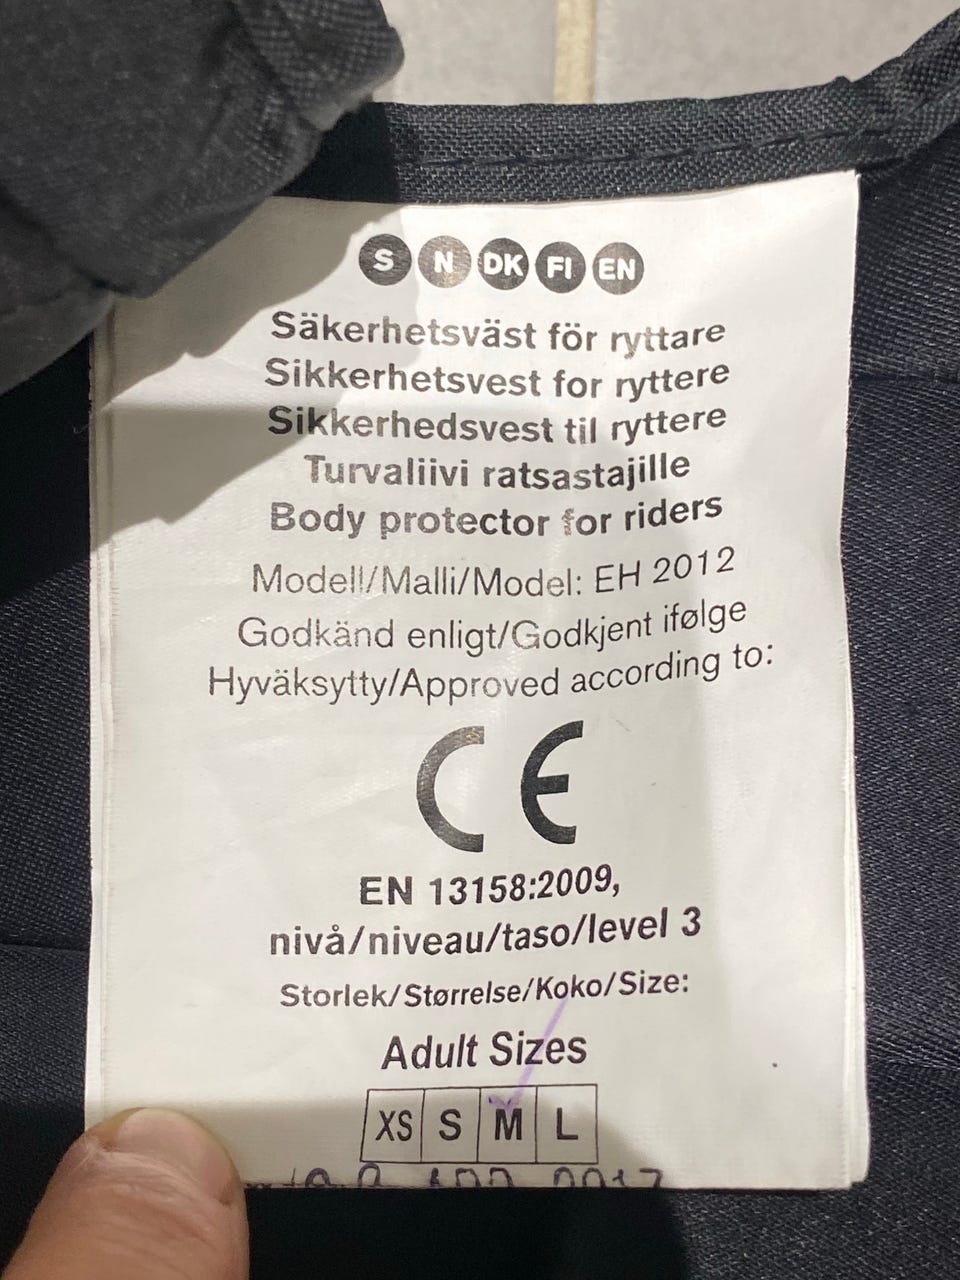 S N DK FI EN
Säkerhetsväst för ryttare
Sikkerhetsvest for ryttere
Sikkerhedsvest til ryttere
Turvaliivi ratsastajille
Body protector for riders
Modell/Malli/Model: EH 2012
Godkänd enligt/Godkjent ifølge
Hyväksytty/Approved according to:
CE
EN 13158:2009,
nivå/niveau/taso/level 3
Storlek/Størrelse/Koko/Size:
Adult Sizes
XS S M L